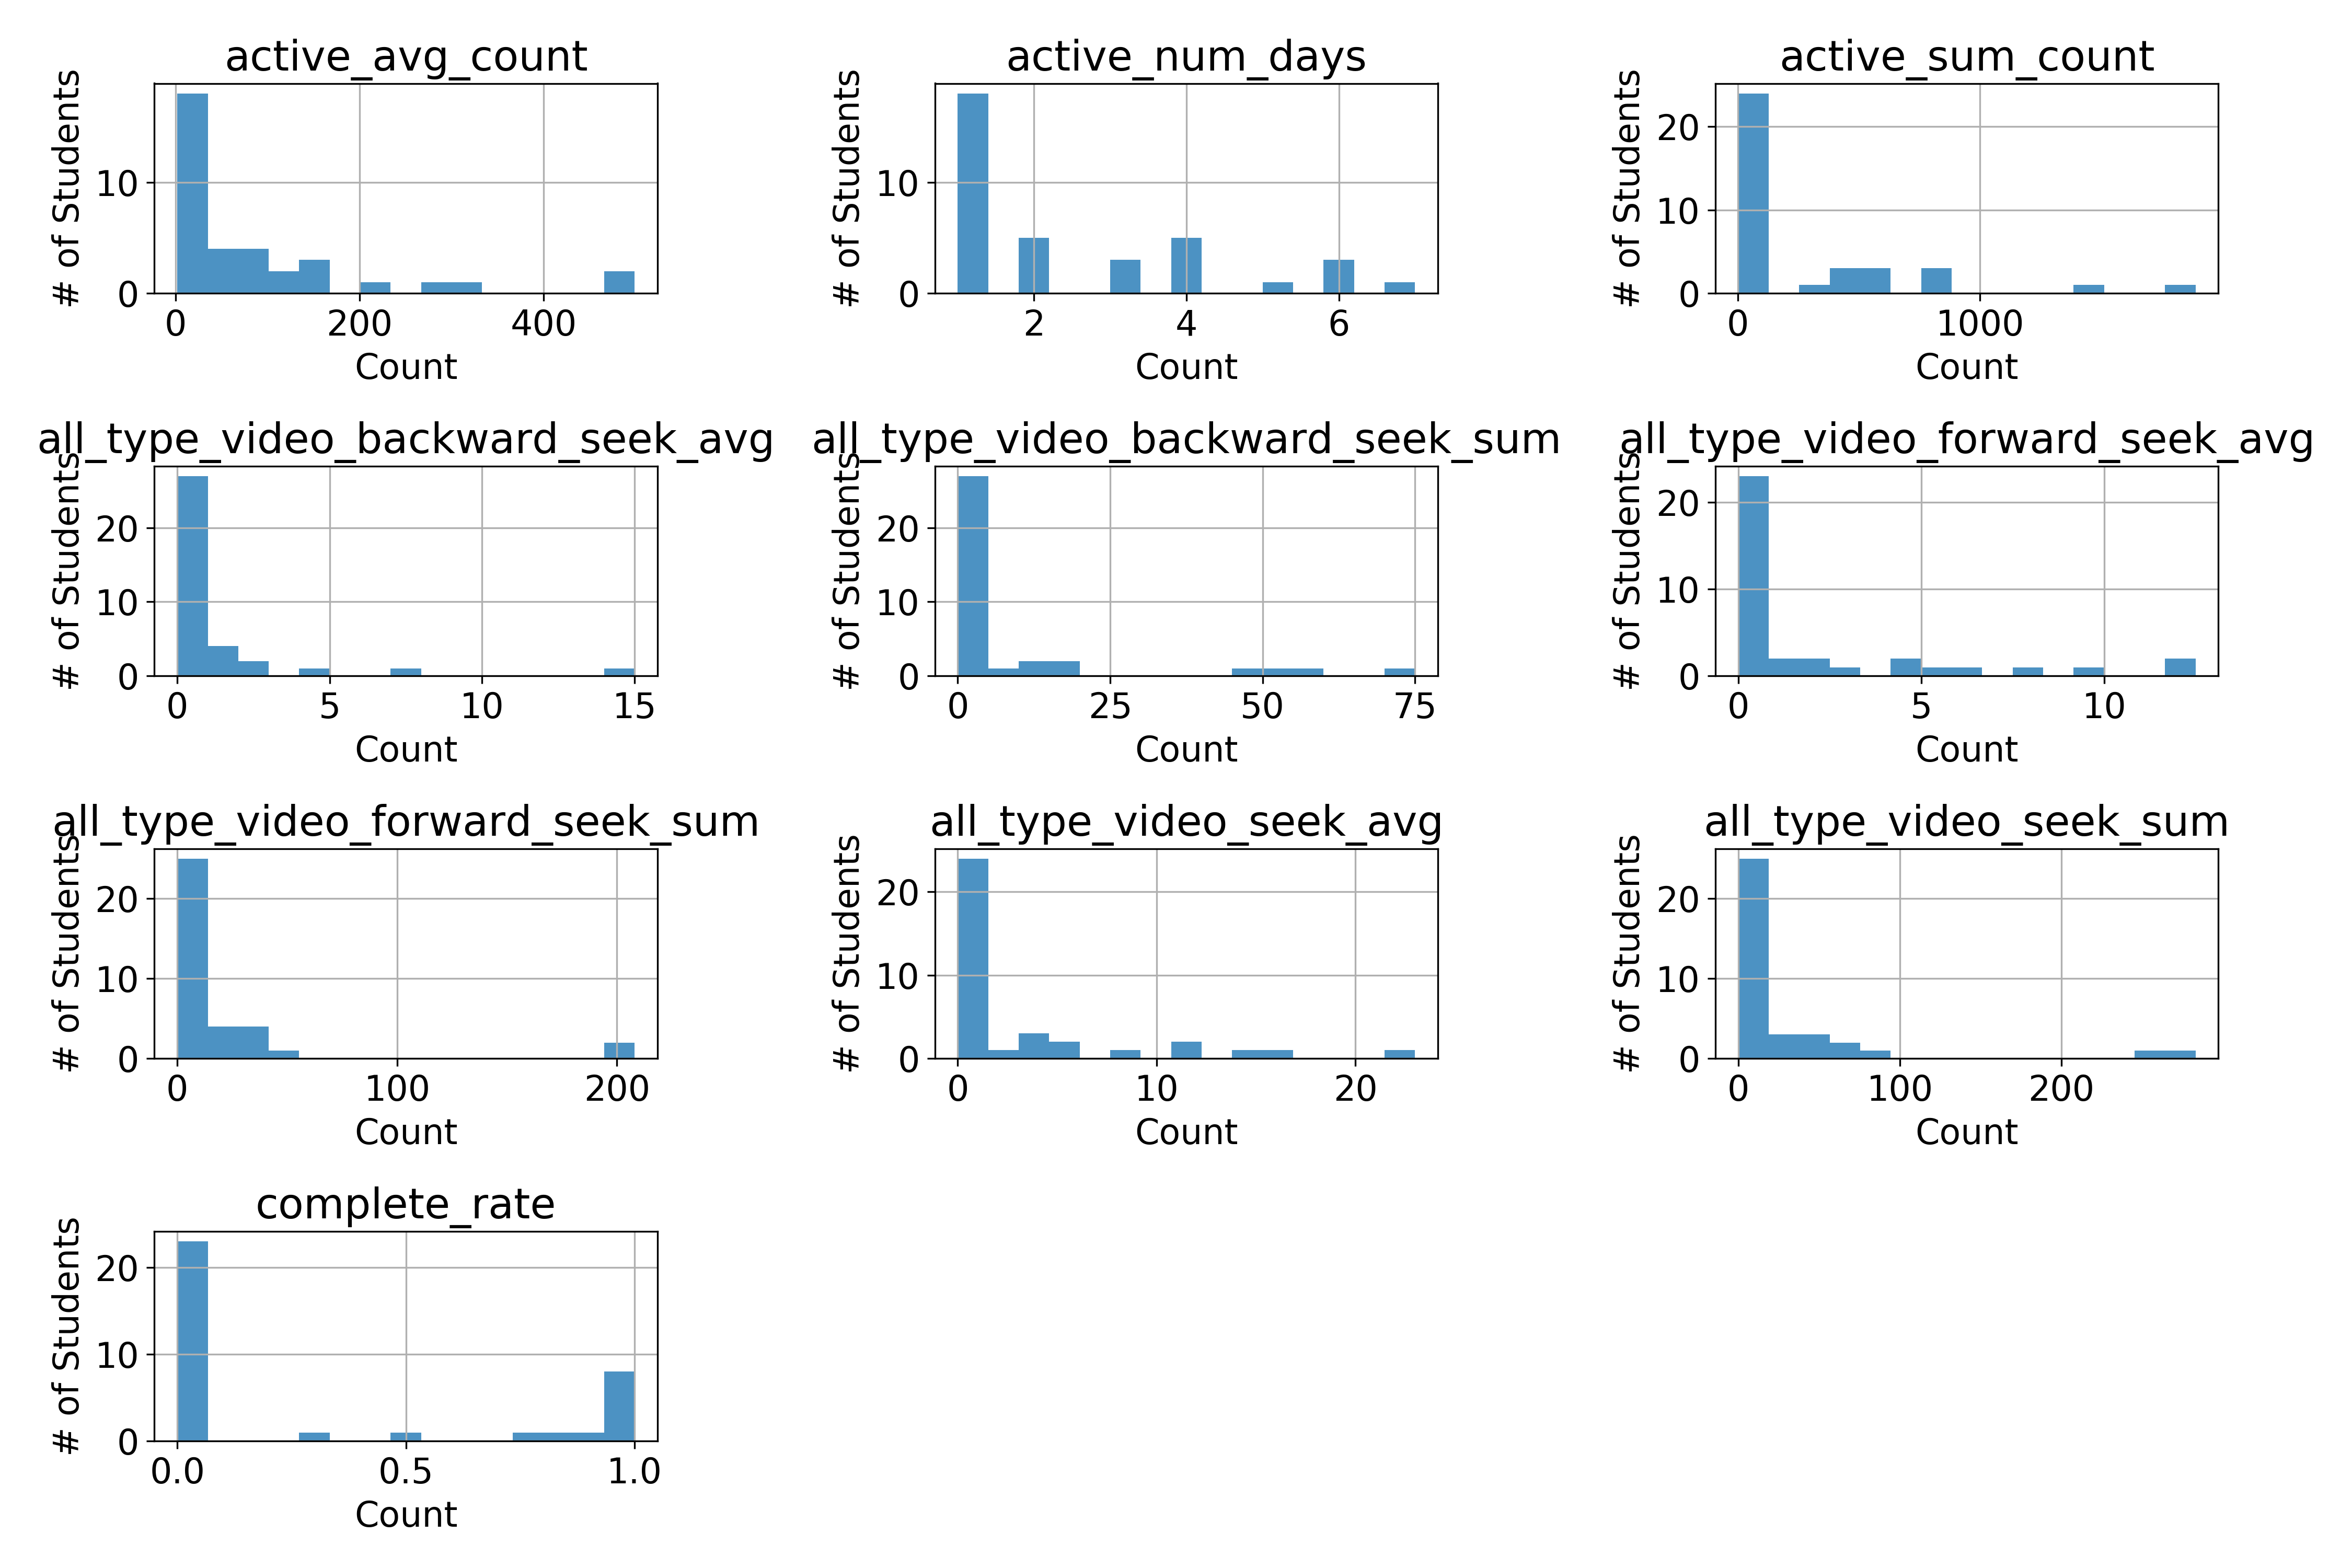 active_avg_count
active_num_days
active_sum_count
# of Students
10
0
0 200 400
Count
# of Students
10
0
2 4 6
Count
# of Students
20
10
0
0 1000
Count
all_type_video_backward_seek_avg
all_type_video_backward_seek_sum
all_type_video_forward_seek_avg
# of Students
20
10
0
0 5 10 15
Count
# of Students
20
10
0
0 25 50 75
Count
# of Students
20
10
0
0 5 10
Count
all_type_video_forward_seek_sum
all_type_video_seek_avg
all_type_video_seek_sum
# of Students
20
10
0
0 100 200
Count
# of Students
20
10
0
0 10 20
Count
# of Students
20
10
0
0 100 200
Count
complete_rate
# of Students
20
10
0
0.0 0.5 1.0
Count